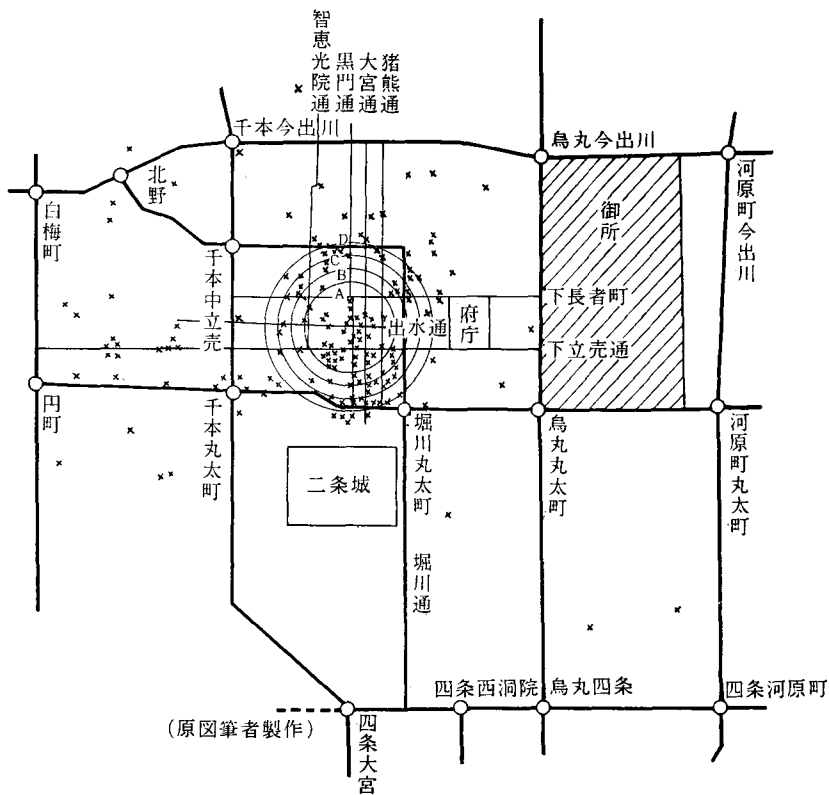 智恵光院通
黒門通
大宮通
猪熊通
千本今出川
烏丸今出川
北野
白梅町
御所
河原町今出川
D
C
B
A
千本中立売
出水通
府庁
下長者町
下立売通
円町
千本丸太町
堀川丸太町
烏丸丸太町
河原町丸太町
二条城
堀川通
四条西洞院
烏丸四条
四条河原町
(原図筆者製作)
四条大宮